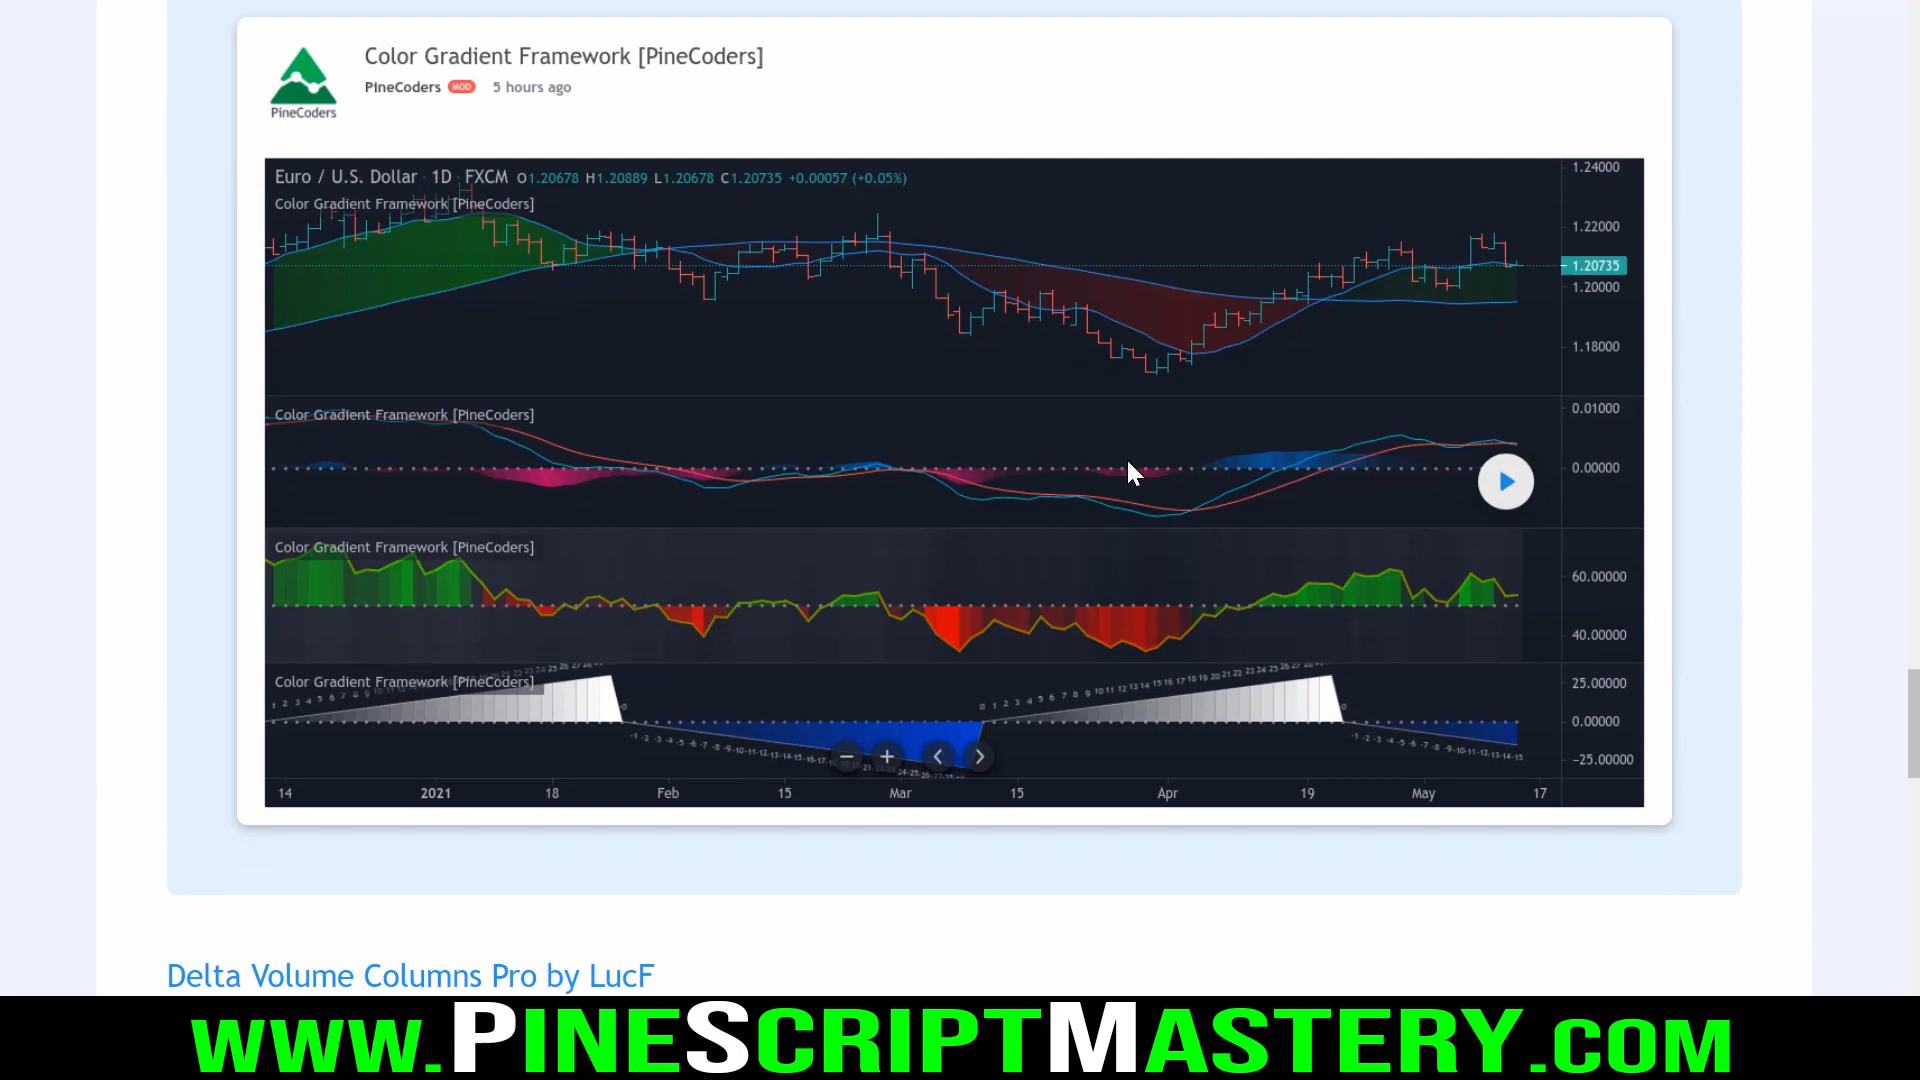 Color Gradient Framework [PineCoders]
PineCoders MOD 5 hours ago
PineCoders
Euro / U.S. Dollar · 1D · FXCM O1.20678 H1.20889 L1.20678 C1.20735 +0.00057 (+0.05%)
Color Gradient Framework [PineCoders]
1.24000
1.22000
1.20735
1.20000
1.18000
Color Gradient Framework [PineCoders]
0.01000
0.00000
Color Gradient Framework [PineCoders]
60.00000
40.00000
Color Gradient Framework [PineCoders]
25.00000
0.00000
−25.00000
14 2021 18 Feb 15 Mar 15 Apr 19 May 17
Delta Volume Columns Pro by LucF
www.PineScriptMastery.com